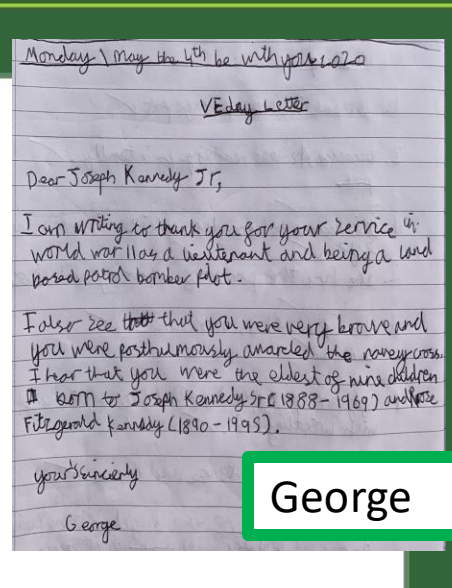 Monday \ May the 4th be with you 2020
VEday Letter
Dear Joseph Kennedy Jr,
I am writing to thank you for your service in
world war II as a lieutenant and being a land
based patrol bomber pilot.
I also see that you were very brave and
you were posthumously awarded the navey cross.
I hear that you were the eldest of nine children
born to Joseph Kennedy Sr (1888 - 1969) and Rose
Fitzgerald Kennedy (1890 - 1995).
your sincerly
George
George